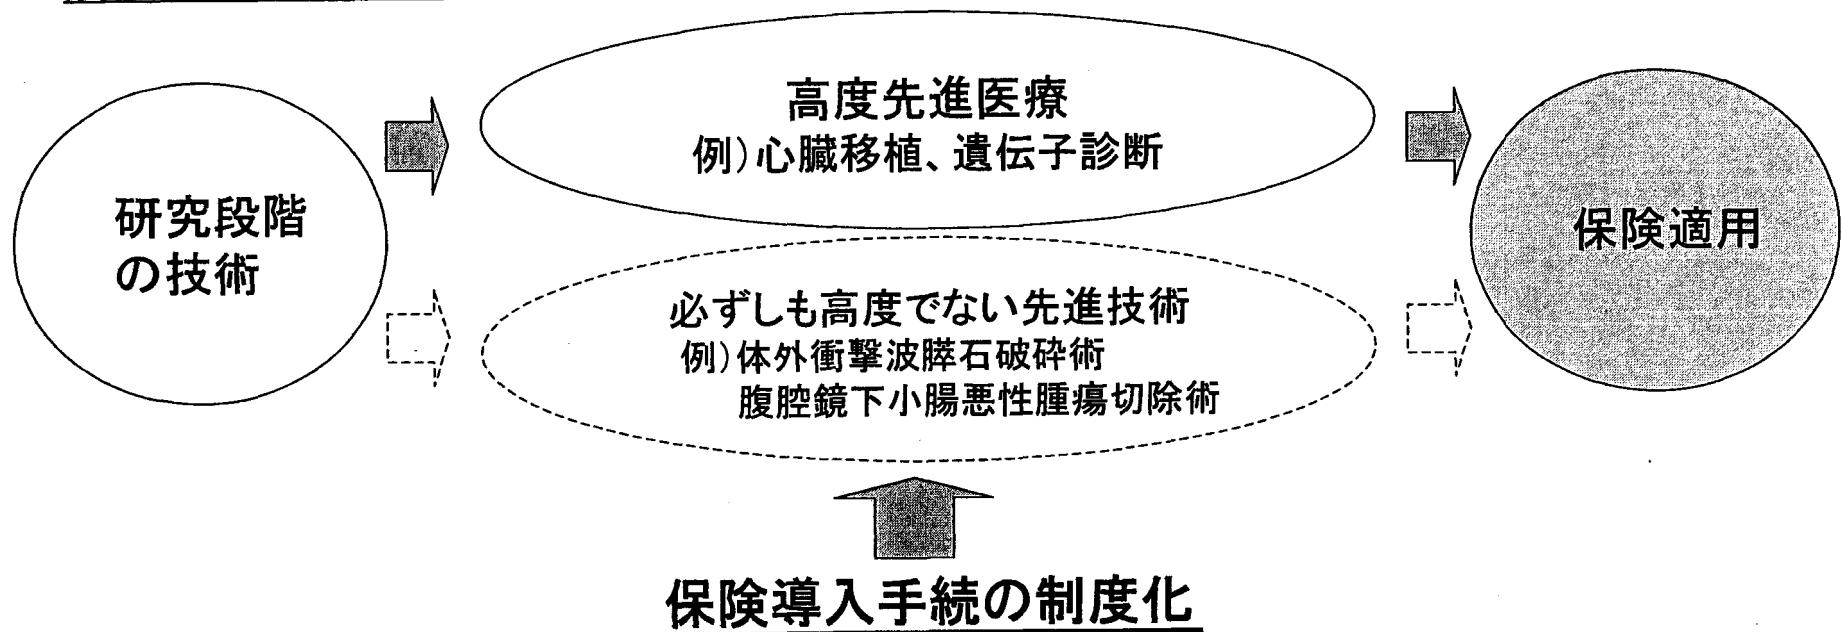 研究段階
の技術
高度先進医療
例)心臓移植、遺伝子診断
必ずしも高度でない先進技術
例)体外衝撃波膵石破砕術
腹腔鏡下小腸悪性腫瘍切除術
保険適用
保険導入手続の制度化